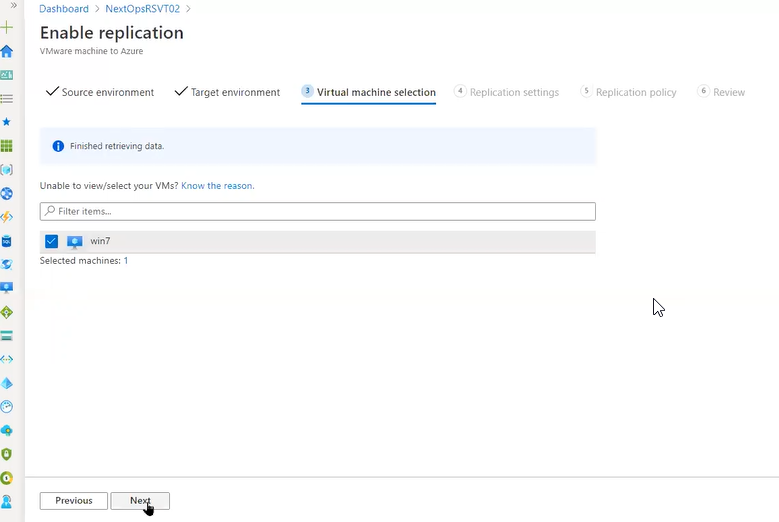 »
Dashboard > NextOpsRSVT02 >
Enable replication
VMware machine to Azure
Source environment Target environment 3 Virtual machine selection 4 Replication settings 5 Replication policy 6 Review
Finished retrieving data.
Unable to view/select your VMs? Know the reason.
Filter items...
win7
Selected machines: 1
Previous Next